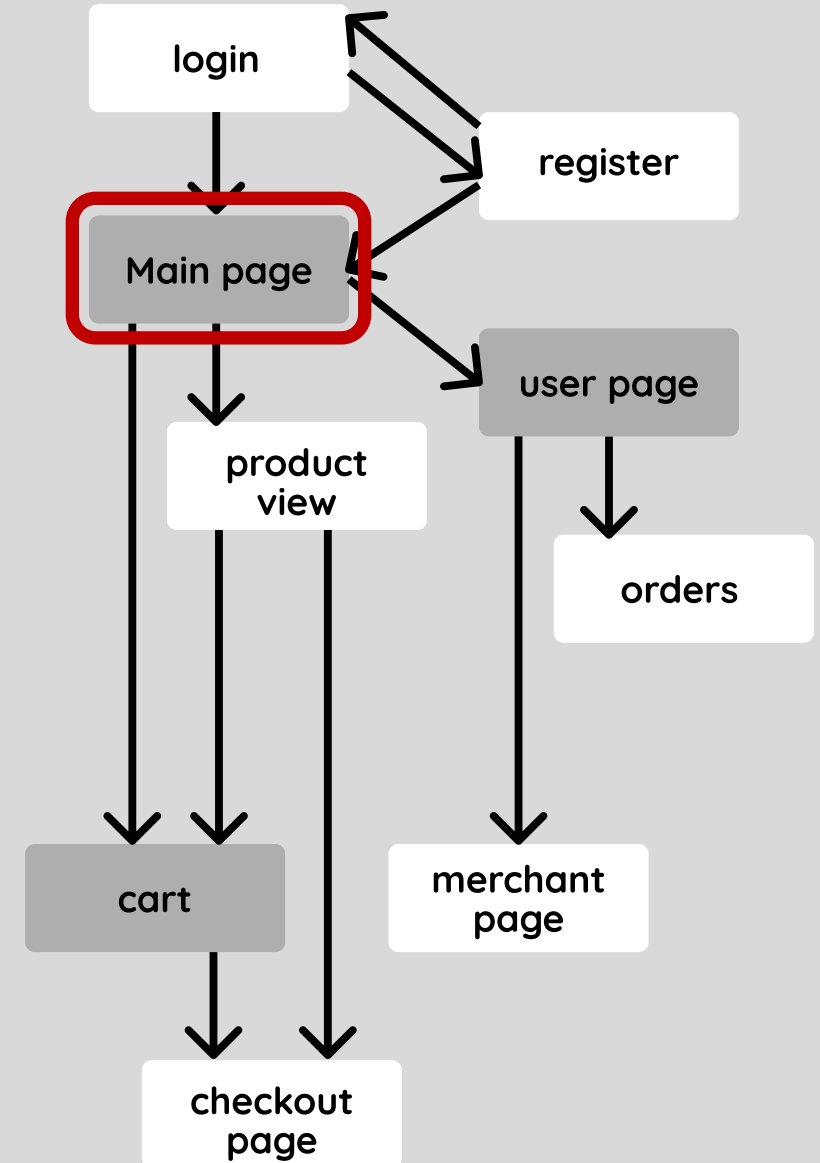 login
register
Main page
user page
product
view
orders
merchant
page
cart
checkout
page